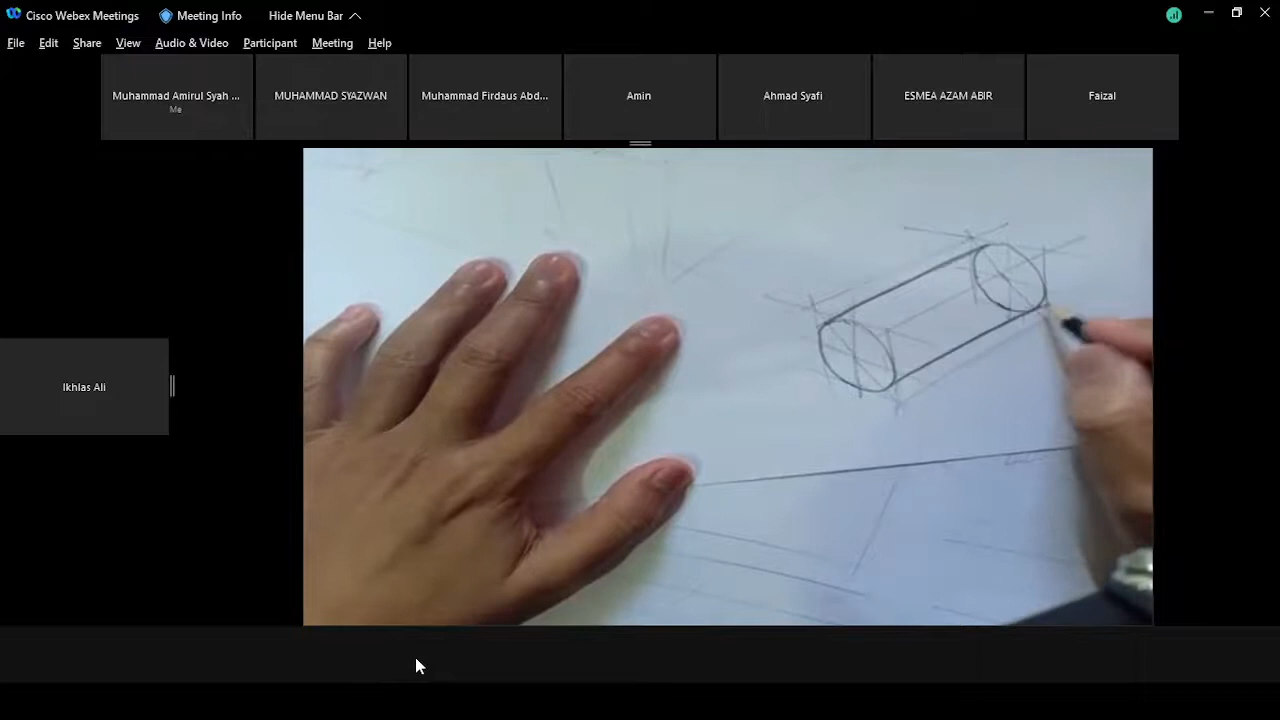 Cisco Webex Meetings Meeting Info Hide Menu Bar
File Edit Share View Audio & Video Participant Meeting Help
Muhammad Amirul Syah ... MUHAMMAD SYAZWAN Muhammad Firdaus Abd... Amin Ahmad Syafi ESMEA AZAM ABIR Faizal
Me
Ikhlas Ali